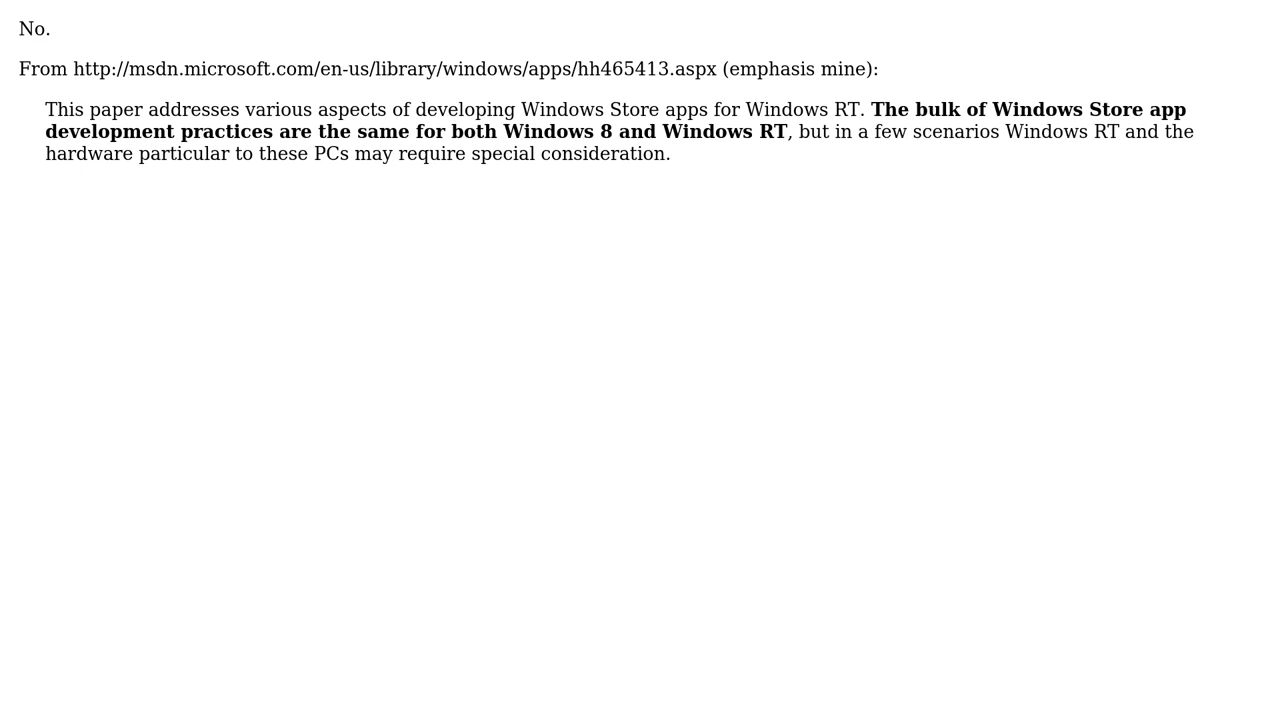 No.
From http://msdn.microsoft.com/en-us/library/windows/apps/hh465413.aspx (emphasis mine):
This paper addresses various aspects of developing Windows Store apps for Windows RT. The bulk of Windows Store app
development practices are the same for both Windows 8 and Windows RT, but in a few scenarios Windows RT and the
hardware particular to these PCs may require special consideration.